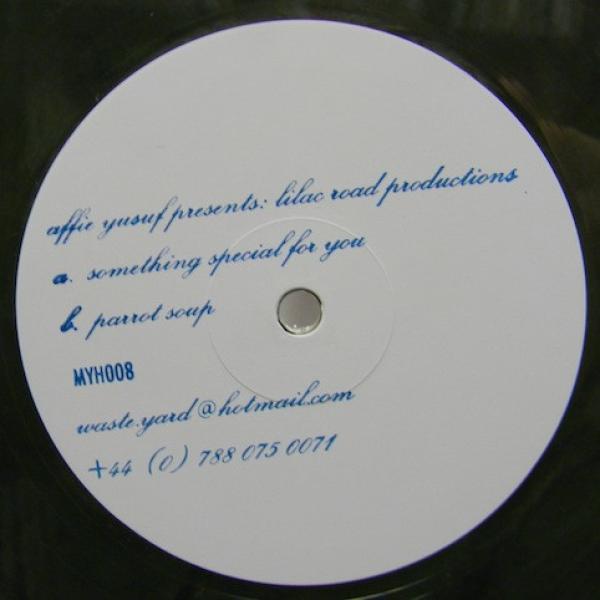 affie yusuf presents: lilac road productions
a. something special for you
b. parrot soup
MYH008
waste.yard@hotmail.com
+44 (0) 788 075 0071